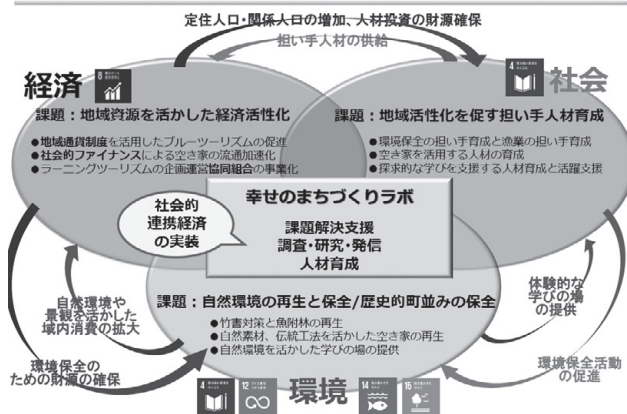 定住人口・関係人口の増加、人材投資の財源確保
担い手人材の供給
経済
8
4
社会
課題：地域資源を活かした経済活性化
●地域通貨制度を活用したブルーツーリズムの促進
●社会的ファイナンスによる空き家の流通加速化
●ラーニングツーリズムの企画運営協同組合の事業化
課題：地域活性化を促す担い手人材育成
●環境保全の担い手育成と漁業の担い手育成
●空き家を活用する人材の育成
●探求的な学びを支援する人材育成と活躍支援
社会的
連携経済
の実装
幸せのまちづくりラボ
課題解決支援
調査・研究・発信
人材育成
自然環境や
景観を活かした
域内消費の拡大
環境保全の
ための財源の確保
体験的な
学びの場
の提供
環境保全活動
の促進
課題：自然環境の再生と保全/歴史的町並みの保全
●竹害対策と魚附林の再生
●自然素材、伝統工法を活かした空き家の再生
●自然環境を活かした学びの場の提供
4
12
環境
14
15